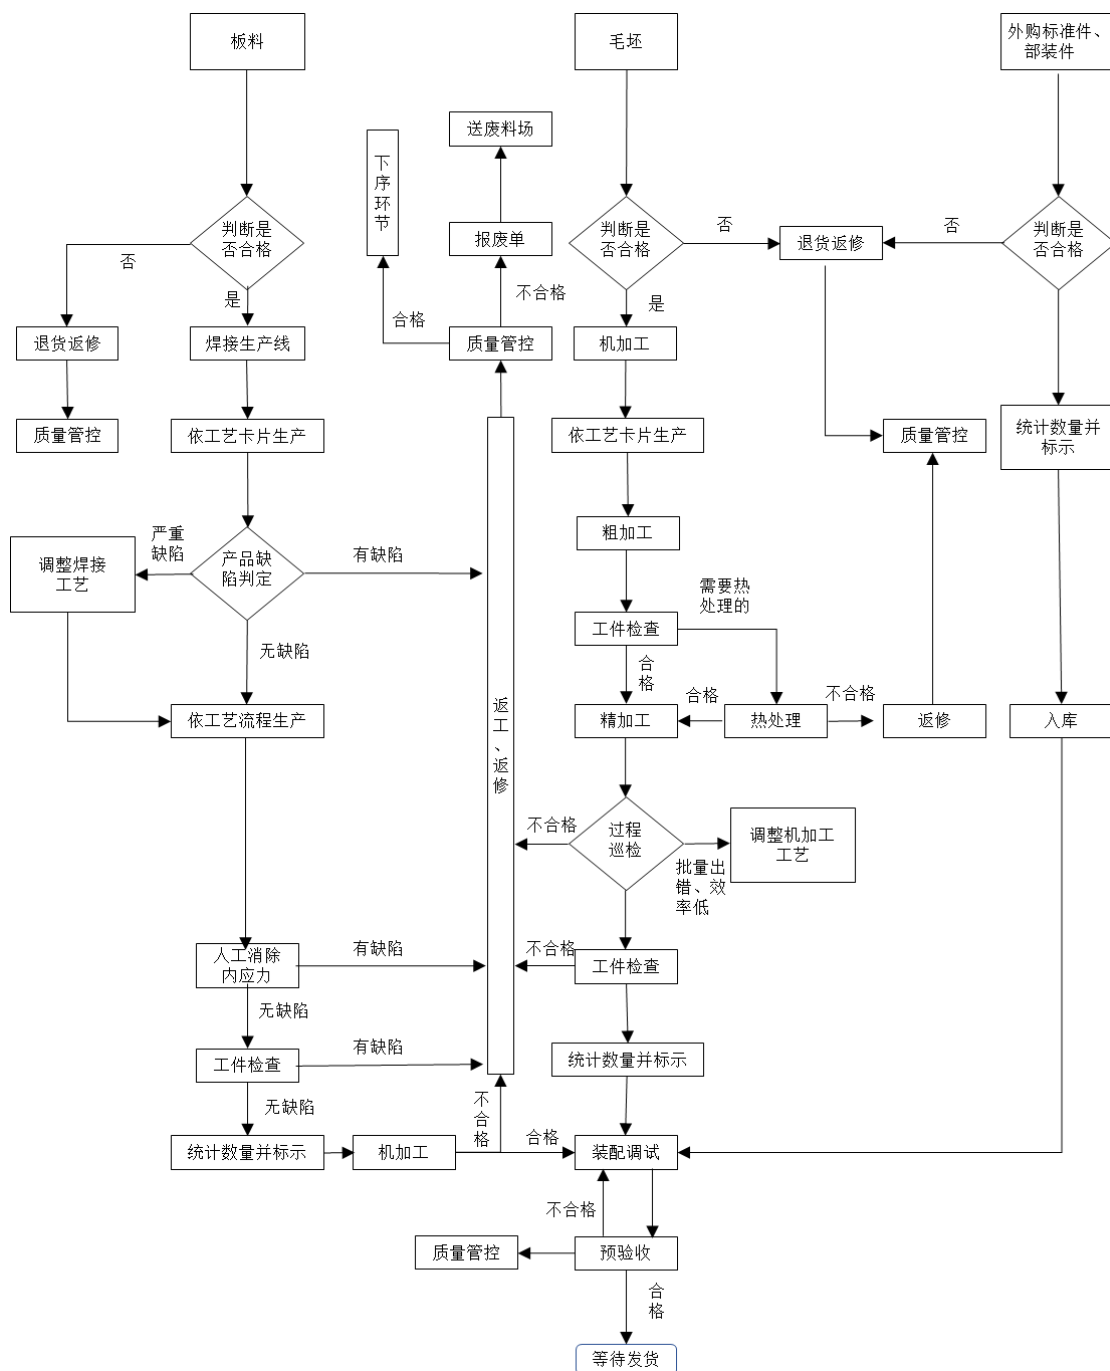 板料
毛坯
外购标准件、
部装件
送废料场
下
序
环
节
判断是
否合格
报废单
判断是
否合格
否
退货返修
否
判断是
否合格
否
是
不合格
是
合格
退货返修
焊接生产线
质量管控
机加工
质量管控
依工艺卡片生产
依工艺卡片生产
质量管控
统计数量并
标示
严重
缺陷
粗加工
调整焊接
工艺
产品缺
陷判定
有缺陷
需要热
处理的
工件检查
无缺陷
合
格
合格
不合格
依工艺流程生产
返
工
、
返
修
精加工
热处理
返修
入库
不合格
过程
巡检
调整机加工
工艺
批量出
错、效
率低
人工消除
内应力
有缺陷
不合格
工件检查
无缺陷
工件检查
有缺陷
统计数量并标示
无缺陷
不
合
格
合格
统计数量并标示
机加工
装配调试
不合格
质量管控
预验收
合
格
等待发货